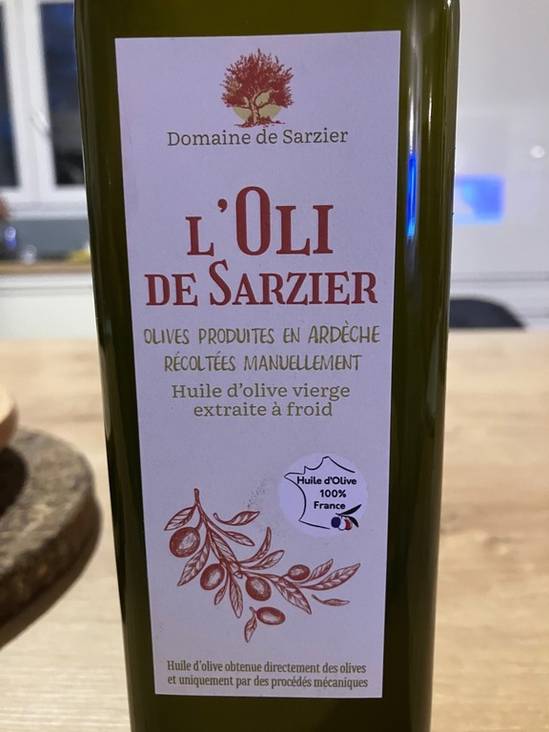 Domaine de Sarzier
L'OLI
DE SARZIER
OLIVES PRODUITES EN ARDÈCHE
RÉCOLTÉES MANUELLEMENT
Huile d'olive vierge
extraite à froid
Huile d'Olive
100%
France
Huile d'olive obtenue directement des olives
et uniquement par des procédés mécaniques